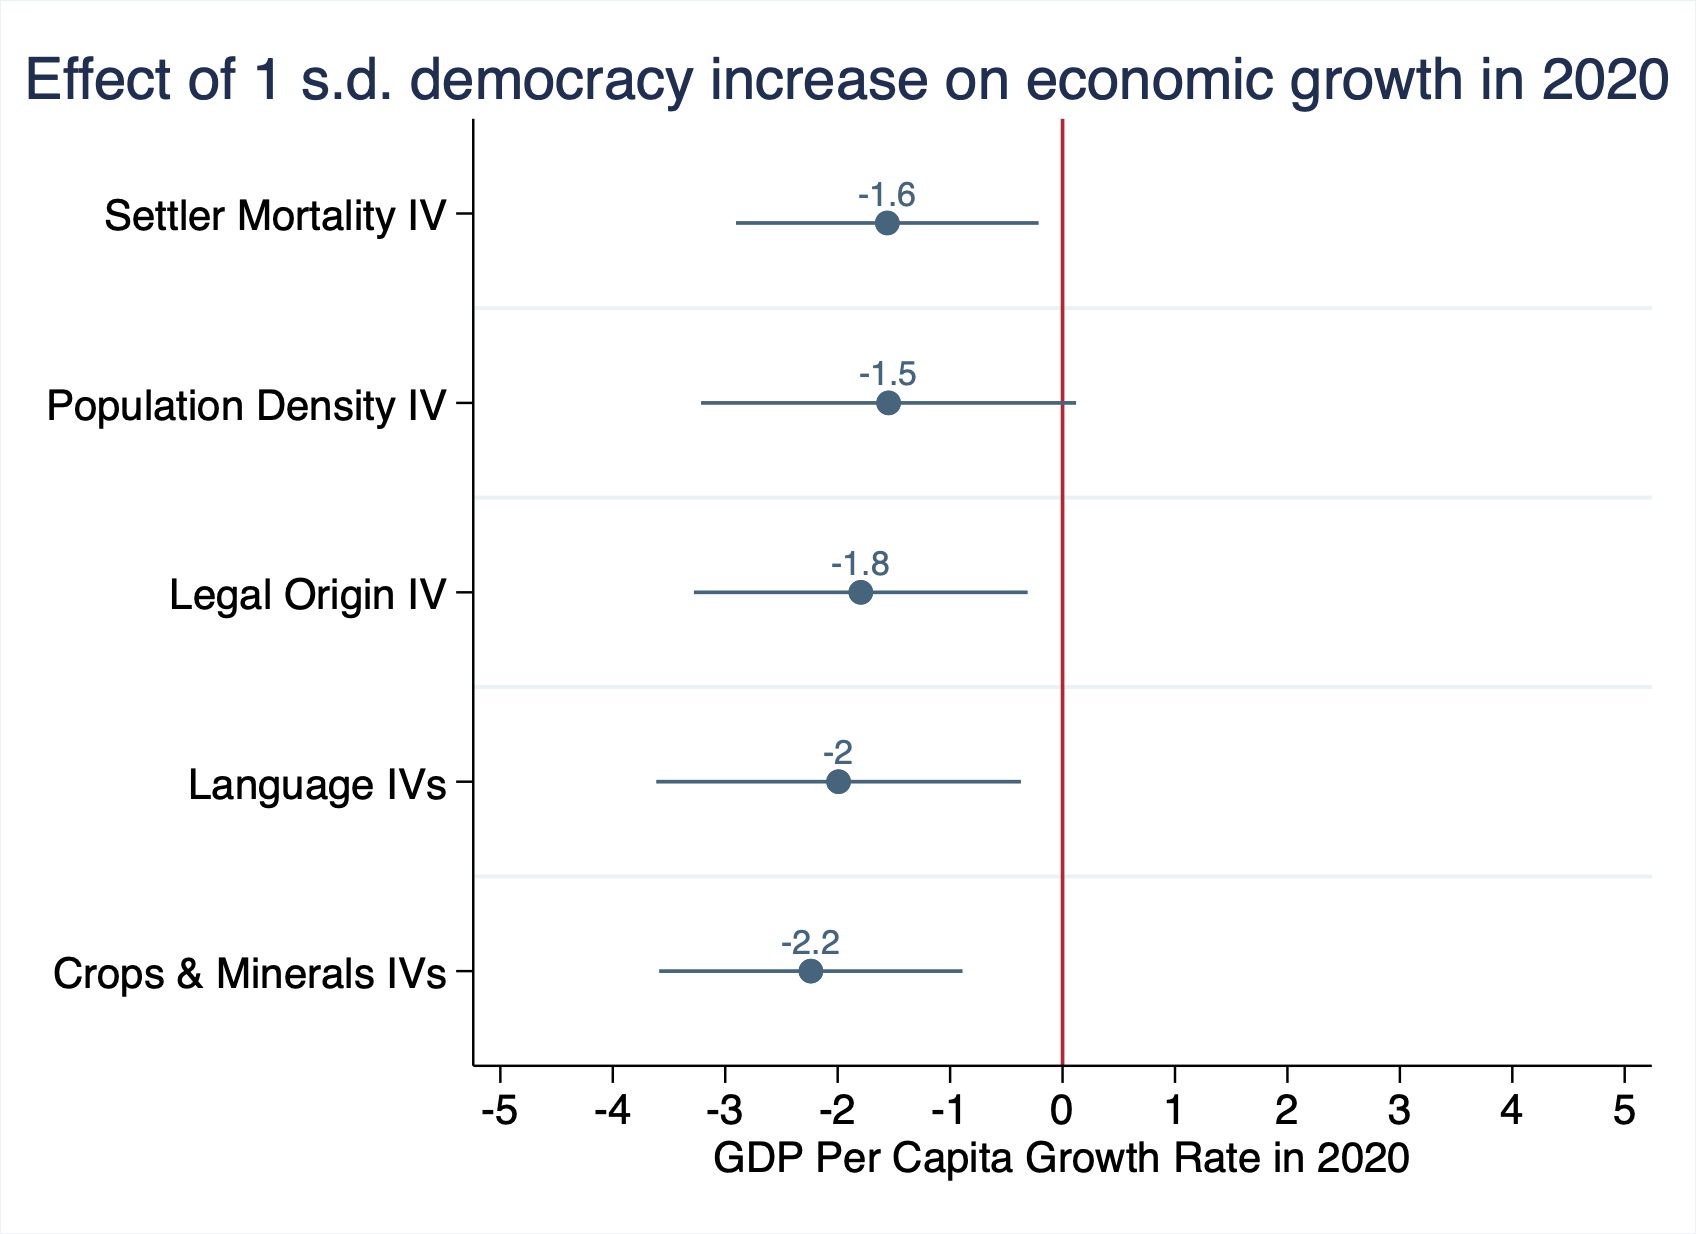 Effect of 1 s.d. democracy increase on economic growth in 2020
Settler Mortality IV
-1.6
Population Density IV
-1.5
Legal Origin IV
-1.8
Language IVs
-2
Crops & Minerals IVs
-2.2
-5 -4 -3 -2 -1 0 1 2 3 4 5
GDP Per Capita Growth Rate in 2020